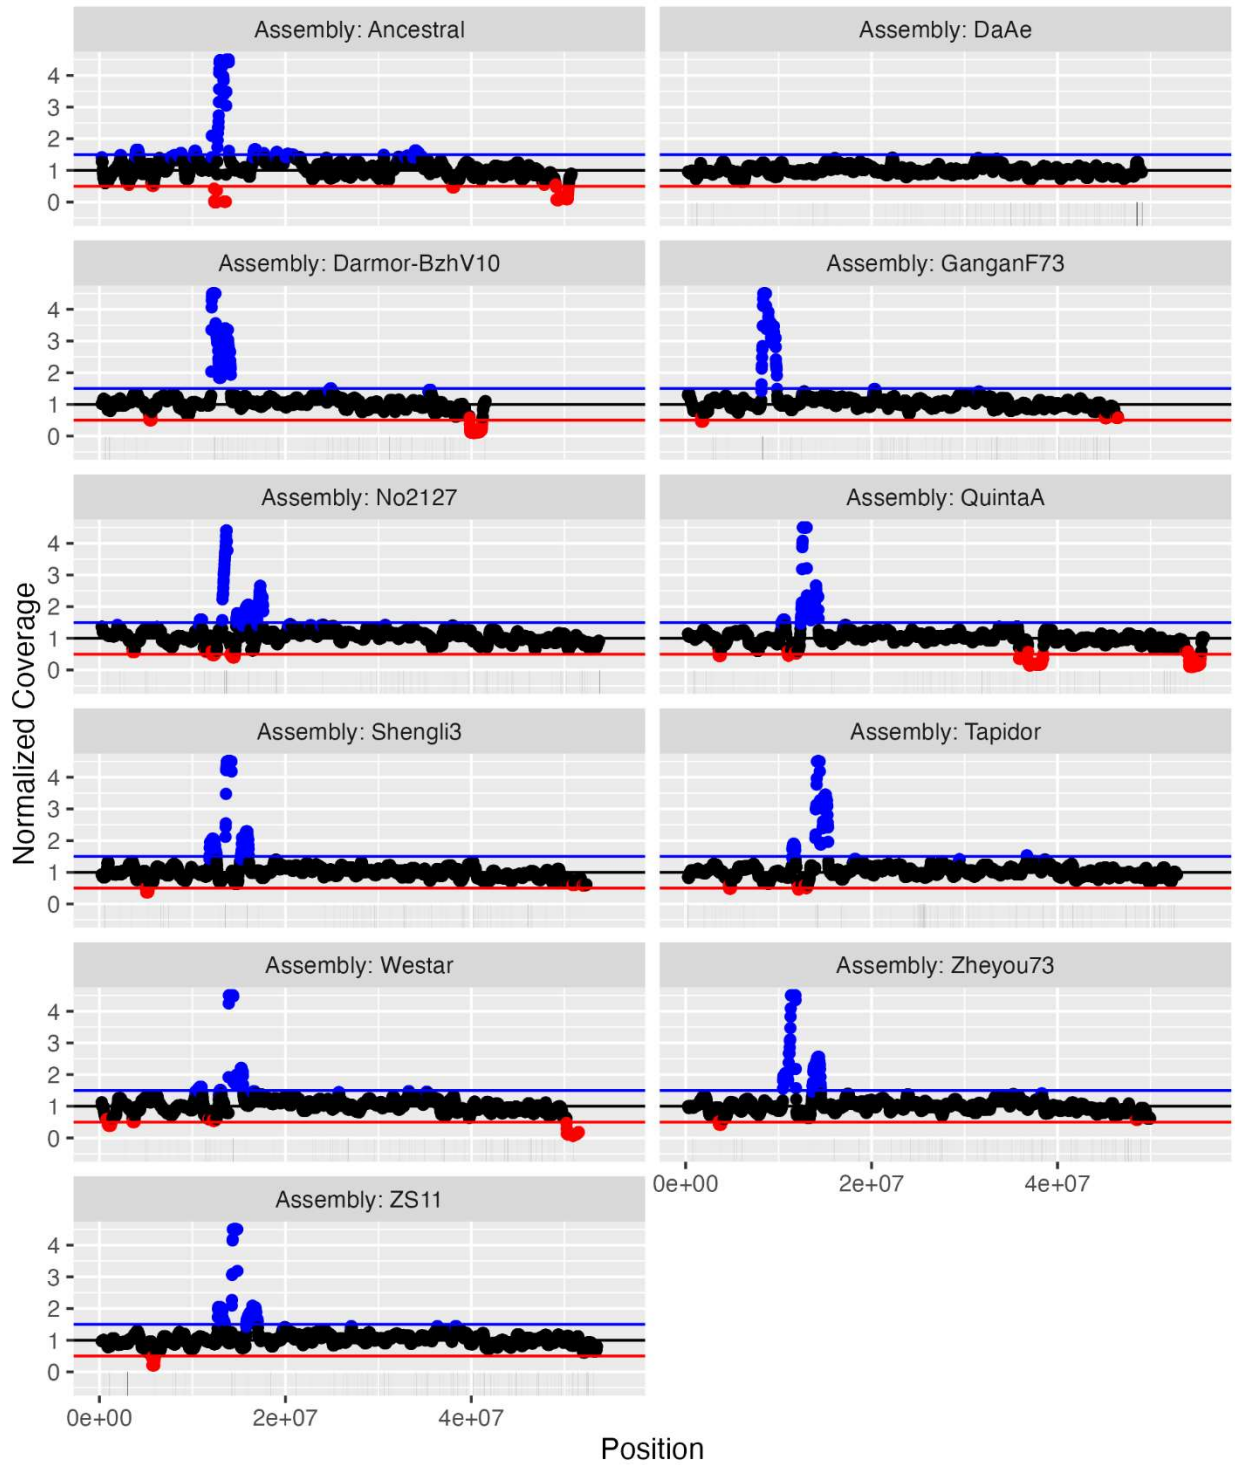 Assembly: Ancestral
Assembly: DaAe
4
3
2
1
0
Assembly: Darmor-BzhV10
Assembly: GanganF73
4
3
2
1
0
Assembly: No2127
Assembly: QuintaA
4
3
2
1
0
Normalized Coverage
Assembly: Shengli3
Assembly: Tapidor
4
3
2
1
0
Assembly: Westar
Assembly: Zheyou73
4
3
2
1
0
0e+00 2e+07 4e+07
Assembly: ZS11
4
3
2
1
0
0e+00 2e+07 4e+07
Position